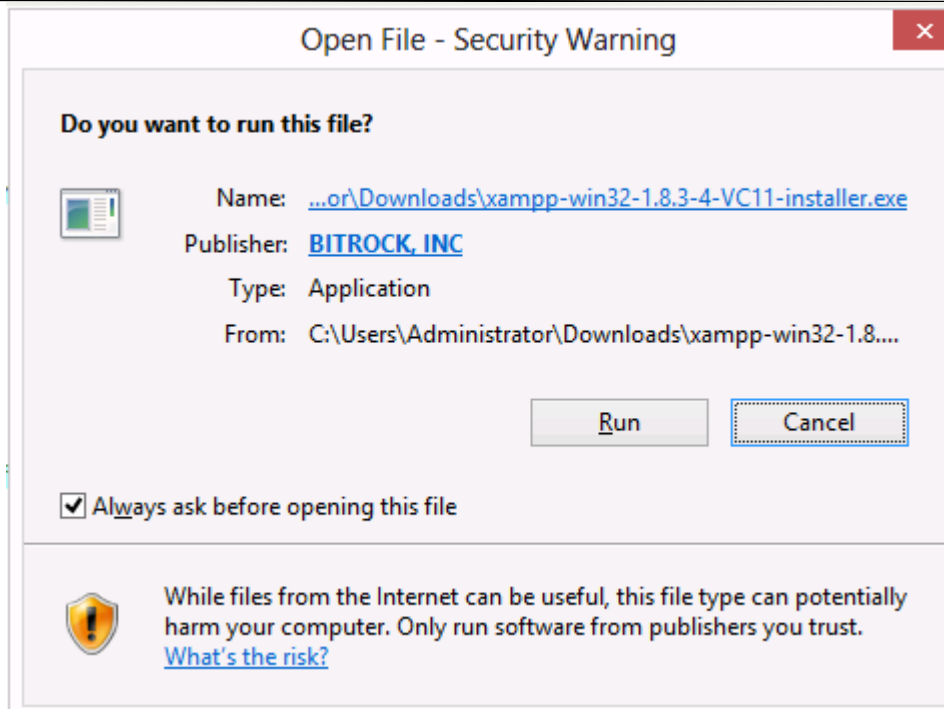 Open File - Security Warning
Do you want to run this file?
Name: ...or\Downloads\xampp-win32-1.8.3-4-VC11-installer.exe
Publisher: BITROCK, INC
Type: Application
From: C:\Users\Administrator\Downloads\xampp-win32-1.8....
Run Cancel
Always ask before opening this file
While files from the Internet can be useful, this file type can potentially
harm your computer. Only run software from publishers you trust.
What's the risk?